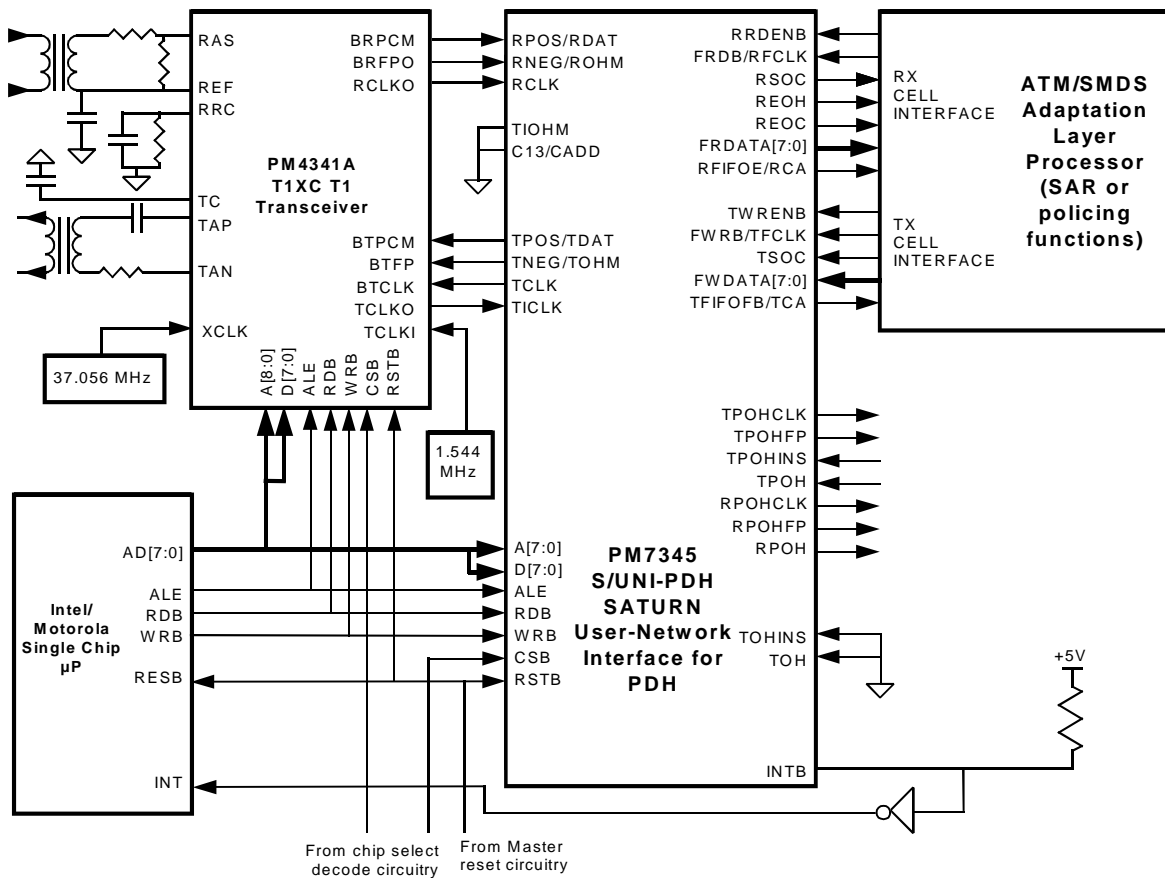 RAS
REF
RRC
TC
TAP
TAN
XCLK
37.056 MHz
BRPCM
BRFPO
RCLKO
PM4341A
T1XC T1
Transceiver
BTPCM
BTFP
BTCLK
TCLKO
TCLKI
A[8:0]
D[7:0]
ALE
RDB
WRB
CSB
RSTB
1.544
MHz
RPOS/RDAT
RNEG/ROHM
RCLK
TIOHM
C13/CADD
TPOS/TDAT
TNEG/TOHM
TCLK
TICLK
A[7:0]
D[7:0]
ALE
RDB
WRB
CSB
RSTB
PM7345
S/UNI-PDH
SATURN
User-Network
Interface for
PDH
RRDENB
FRDB/RFCLK
RSOC
REOH
REOC
FRDATA[7:0]
RFIFOE/RCA
TWRENB
FWRB/TFCLK
TSOC
FWDATA[7:0]
TFIFOFB/TCA
TPOHCLK
TPOHFP
TPOHINS
TPOH
RPOHCLK
RPOHFP
RPOH
TOHINS
TOH
INTB
RX
CELL
INTERFACE
TX
CELL
INTERFACE
ATM/SMDS
Adaptation
Layer
Processor
(SAR or
policing
functions)
+5V
AD[7:0]
ALE
RDB
WRB
RESB
INT
Intel/
Motorola
Single Chip
µP
From chip select
decode circuitry
From Master
reset circuitry